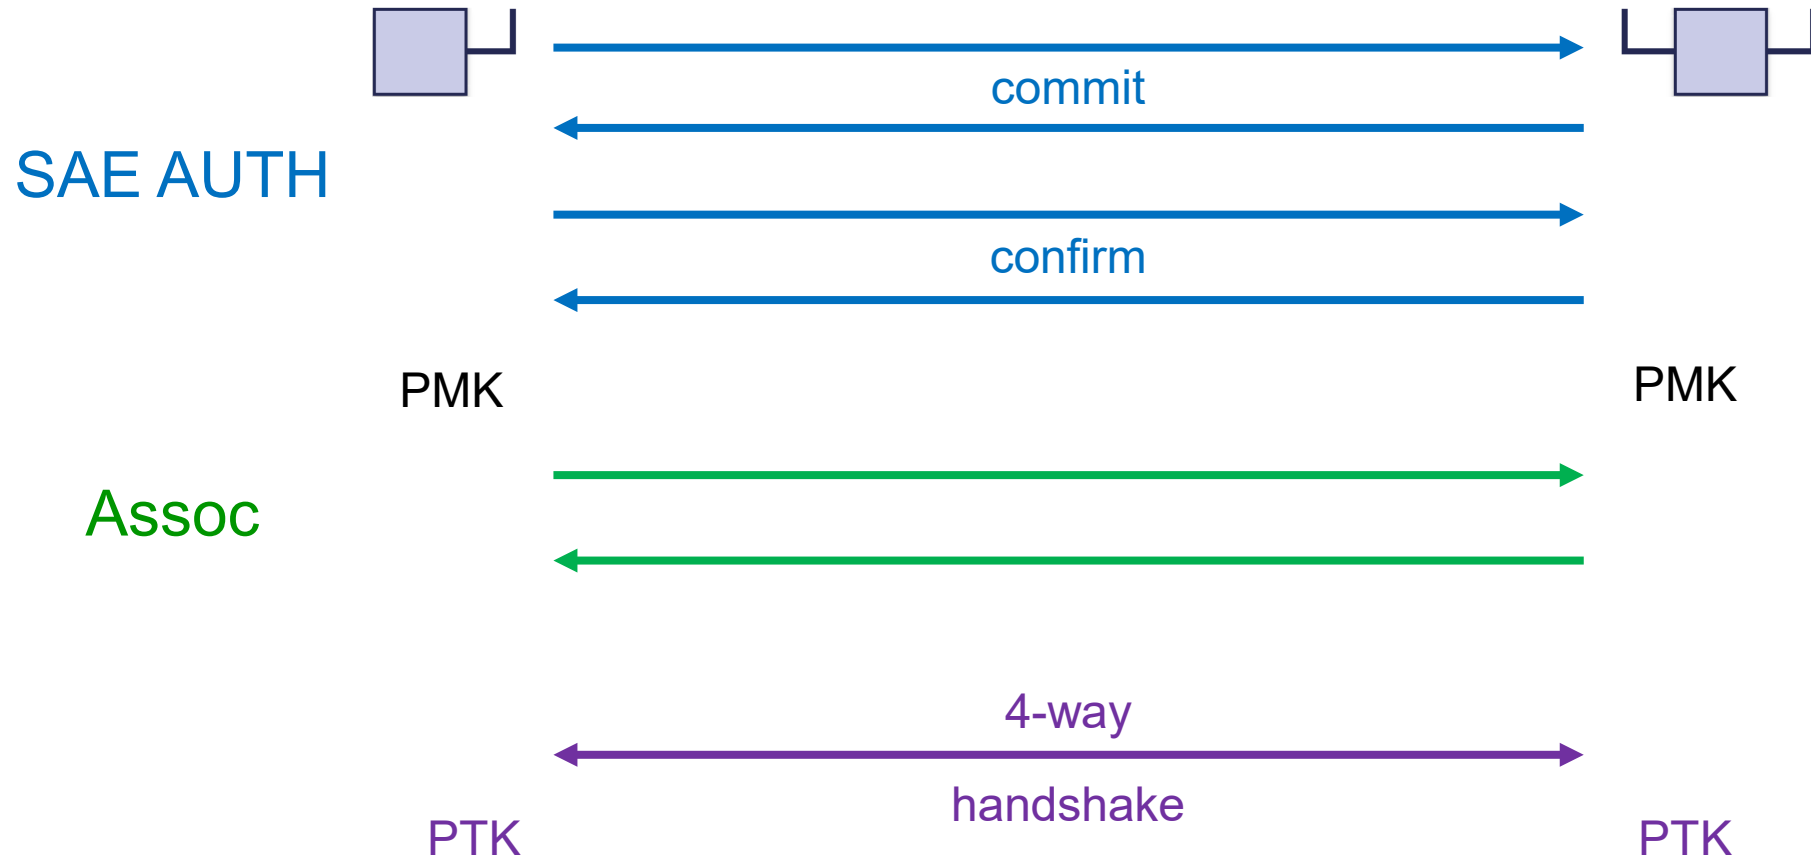 commit
SAE AUTH
confirm
PMK
PMK
Assoc
4-way
handshake
PTK
PTK